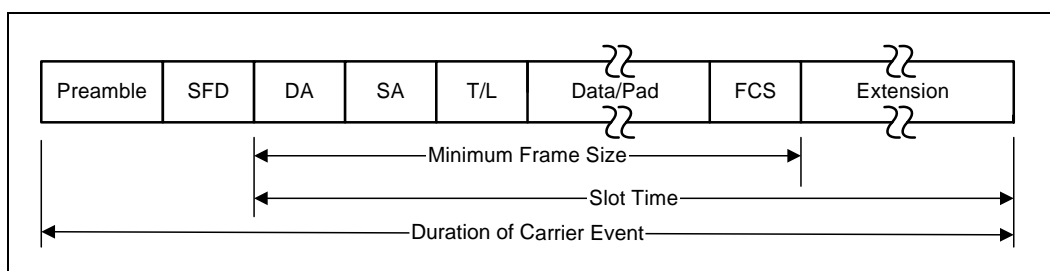 Preamble SFD DA SA T/L Data/Pad FCS Extension
Minimum Frame Size
Slot Time
Duration of Carrier Event